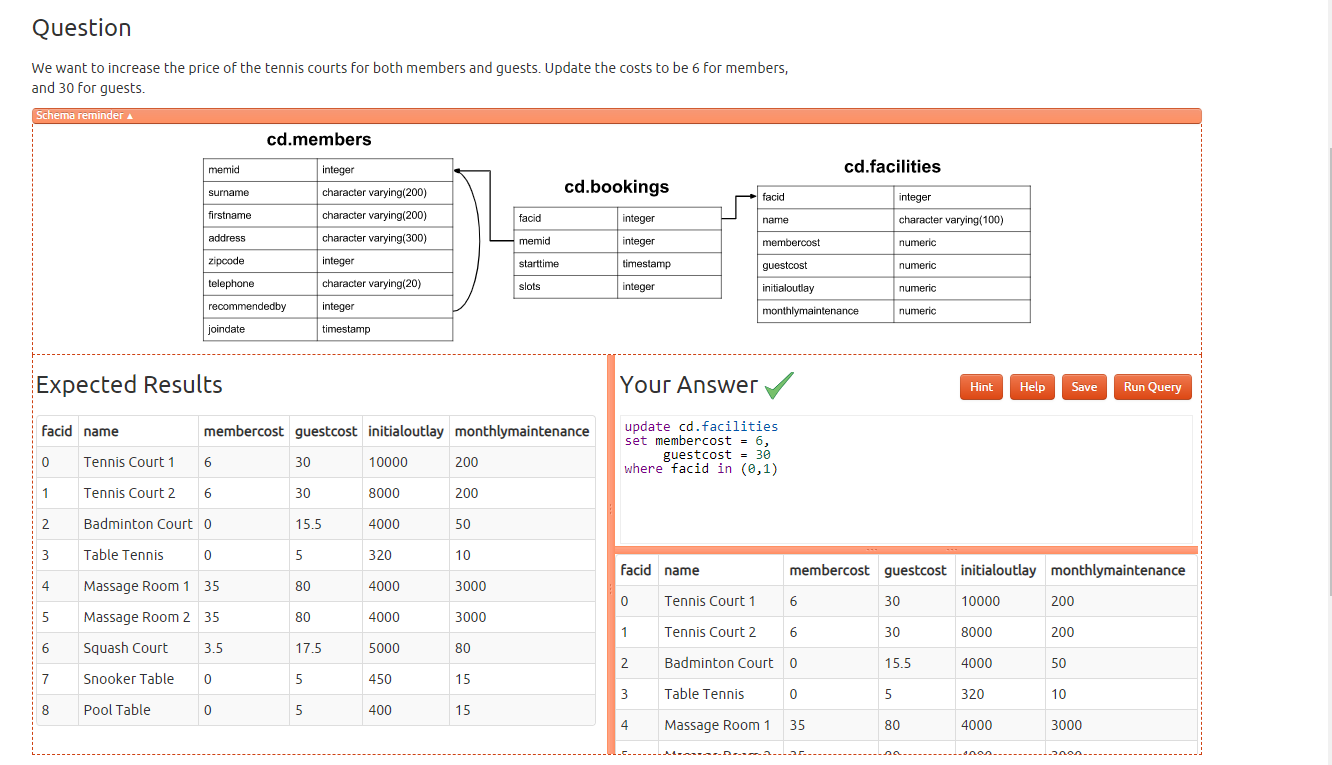 Question
We want to increase the price of the tennis courts for both members and guests. Update the costs to be 6 for members,
and 30 for guests.
Schema reminder ▲
cd.members
memid integer
surname character varying(200)
firstname character varying(200)
address character varying(300)
zipcode integer
telephone character varying(20)
recommendedby integer
joindate timestamp
cd.bookings
facid integer
memid integer
starttime timestamp
slots integer
cd.facilities
facid integer
name character varying(100)
membercost numeric
guestcost numeric
initialoutlay numeric
monthlymaintenance numeric
Expected Results
facid name membercost guestcost initialoutlay monthlymaintenance
0 Tennis Court 1 6 30 10000 200
1 Tennis Court 2 6 30 8000 200
2 Badminton Court 0 15.5 4000 50
3 Table Tennis 0 5 320 10
4 Massage Room 1 35 80 4000 3000
5 Massage Room 2 35 80 4000 3000
6 Squash Court 3.5 17.5 5000 80
7 Snooker Table 0 5 450 15
8 Pool Table 0 5 400 15
Your Answer
Hint Help Save Run Query
update cd.facilities
set membercost = 6,
guestcost = 30
where facid in (0,1)
facid name membercost guestcost initialoutlay monthlymaintenance
0 Tennis Court 1 6 30 10000 200
1 Tennis Court 2 6 30 8000 200
2 Badminton Court 0 15.5 4000 50
3 Table Tennis 0 5 320 10
4 Massage Room 1 35 80 4000 3000